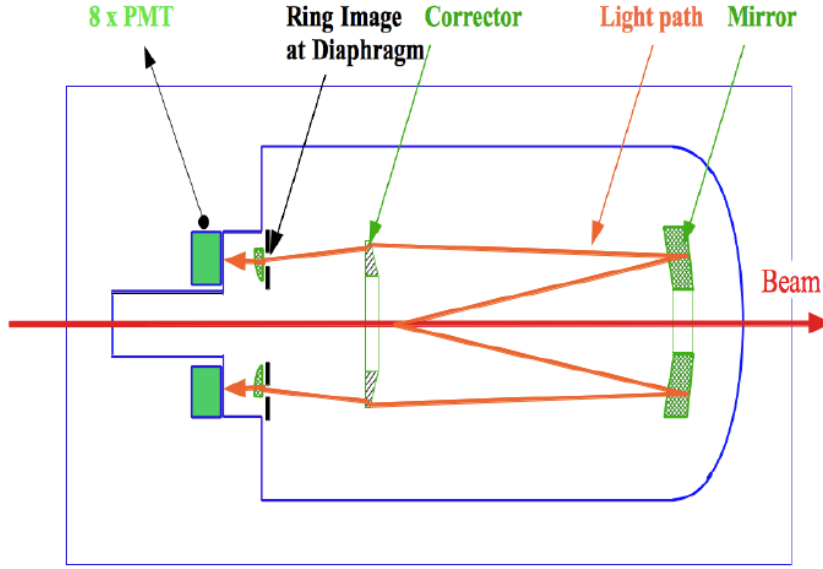 8 x PMT
Ring Image
at Diaphragm
Corrector
Light path
Mirror
Beam